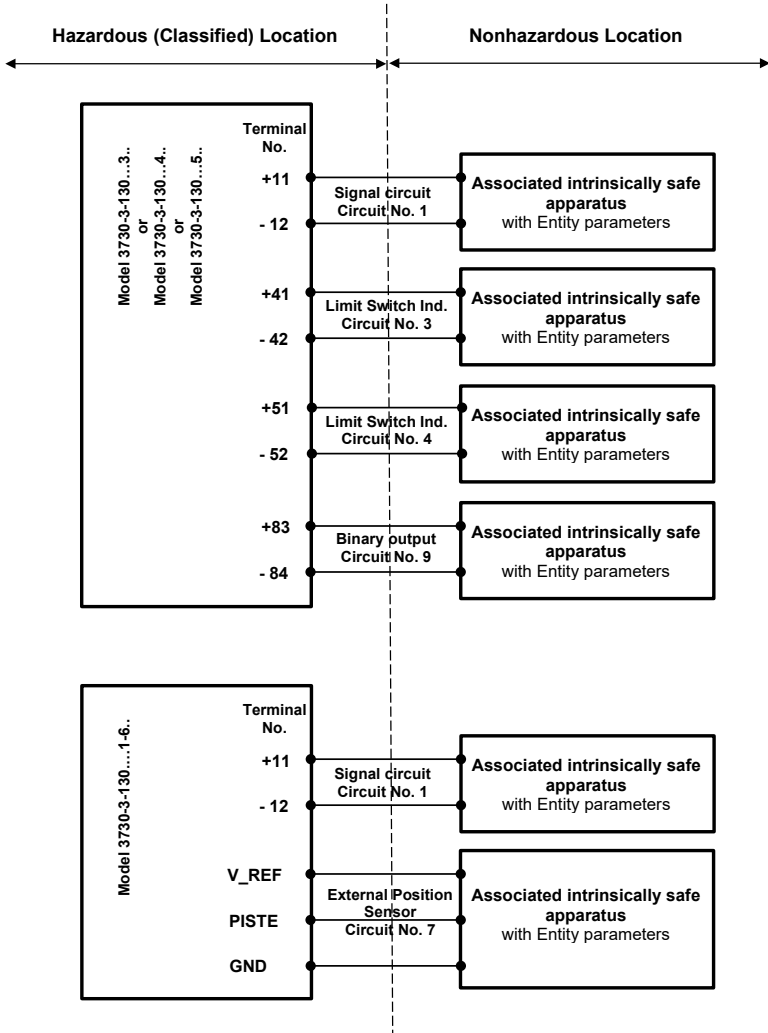 Hazardous (Classified) Location
Nonhazardous Location
Model 3730-3-130...3..
or
Model 3730-3-130...4..
or
Model 3730-3-130...5..
Terminal
No.
+11
- 12
Signal circuit
Circuit No. 1
Associated intrinsically safe
apparatus
with Entity parameters
+41
- 42
Limit Switch Ind.
Circuit No. 3
Associated intrinsically safe
apparatus
with Entity parameters
+51
- 52
Limit Switch Ind.
Circuit No. 4
Associated intrinsically safe
apparatus
with Entity parameters
+83
- 84
Binary output
Circuit No. 9
Associated intrinsically safe
apparatus
with Entity parameters
Model 3730-3-130....1-6..
Terminal
No.
+11
- 12
Signal circuit
Circuit No. 1
Associated intrinsically safe
apparatus
with Entity parameters
V_REF
PISTE
GND
External Position
Sensor
Circuit No. 7
Associated intrinsically safe
apparatus
with Entity parameters